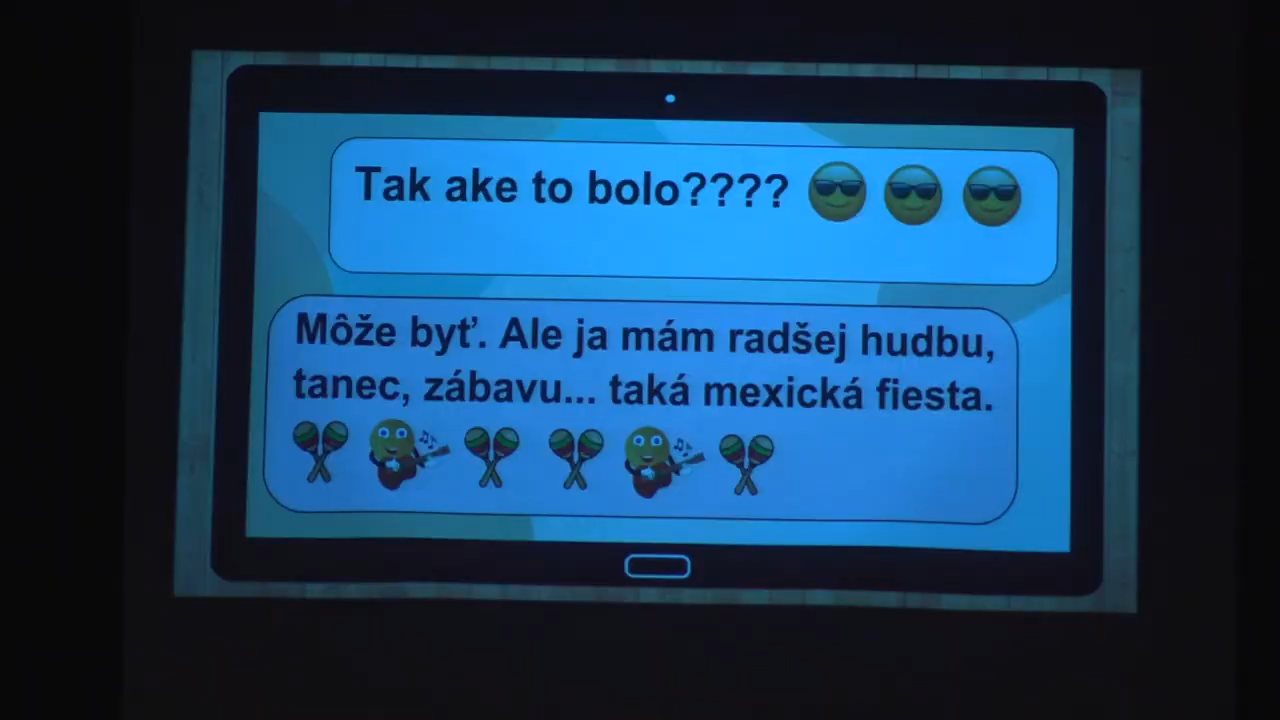 Tak ake to bolo????
Môže byť. Ale ja mám radšej hudbu,
tanec, zábavu... taká mexická fiesta.